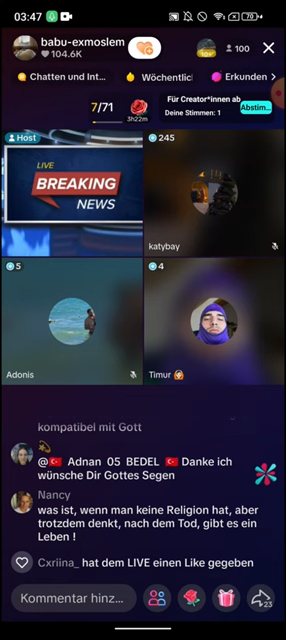 03:47
70
babu-exmoslem
104.6K
100
Chatten und Int...
Wöchentlic
Erkunden
7/71
3h22m
Für Creator*innen ab
Deine Stimmen: 1
Abstim...
Host
245
LIVE
BREAKING
NEWS
katybay
5
4
Adonis
Timur
kompatibel mit Gott
@🇹🇷 Adnan 05 BEDEL 🇹🇷 Danke ich
wünsche Dir Gottes Segen
Nancy
was ist, wenn man keine Religion hat, aber
trotzdem denkt, nach dem Tod, gibt es ein
Leben !
Cxriina_ hat dem LIVE einen Like gegeben
Kommentar hinz...
23